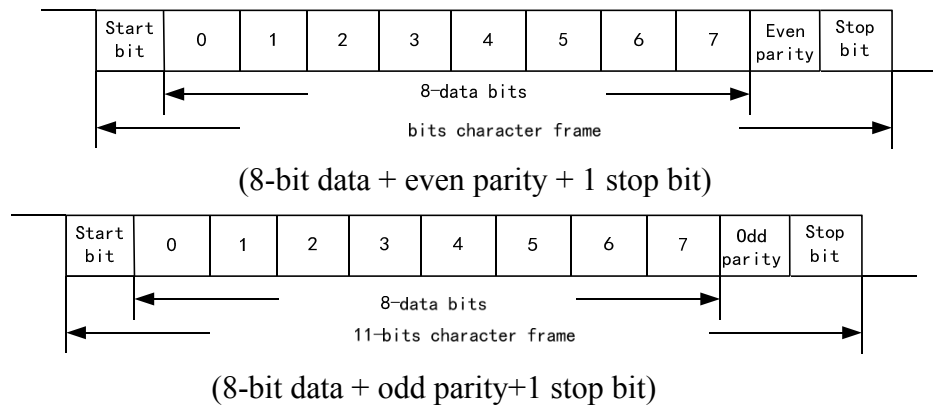 Start bit 0 1 2 3 4 5 6 7 Even parity Stop bit
8-data bits
bits character frame
(8-bit data + even parity + 1 stop bit)
Start bit 0 1 2 3 4 5 6 7 Odd parity Stop bit
8-data bits
11-bits character frame
(8-bit data + odd parity+1 stop bit)